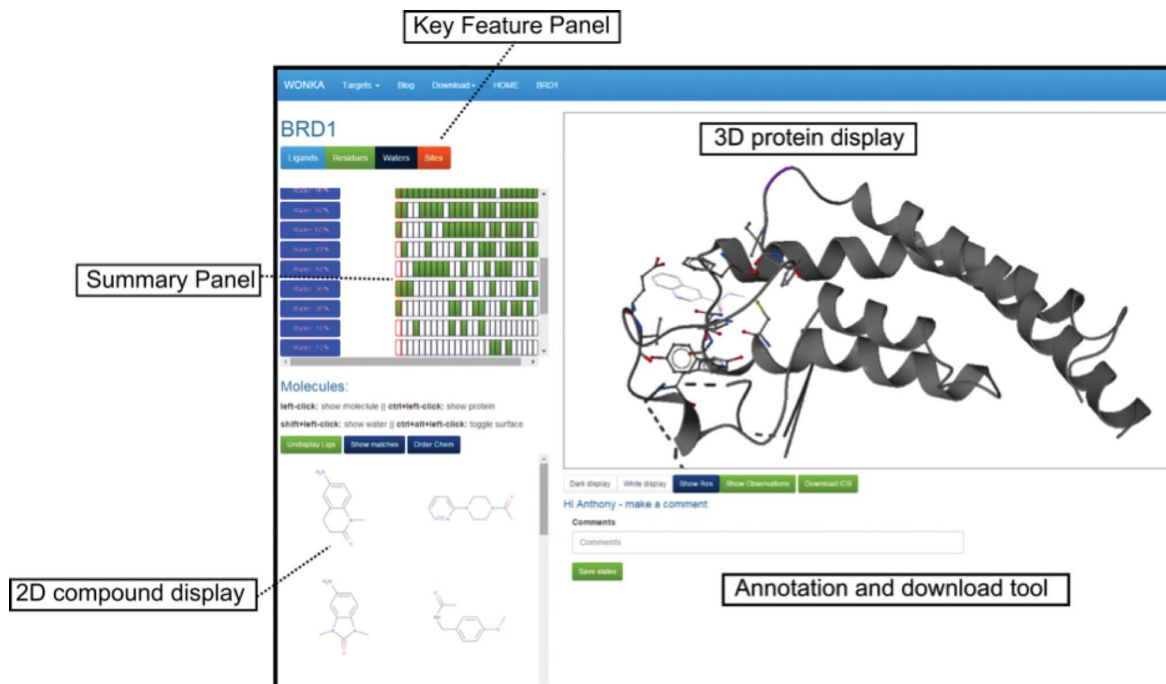 Key Feature Panel
WONKA Targets Blog Download HOME BRD1
BRD1
3D protein display
Ligands Residues Waters Sites
Summary Panel
Molecules:
left-click: show molecule || ctrl+left-click: show protein
shift+left-click: show water || ctrl+alt+left-click: toggle surface
Undisplay Ligs Show matches Order Chem
Dark display White display Show Res Show Observations Download ICB
Hi Anthony - make a comment
Comments
Comments
Save states
2D compound display
Annotation and download tool